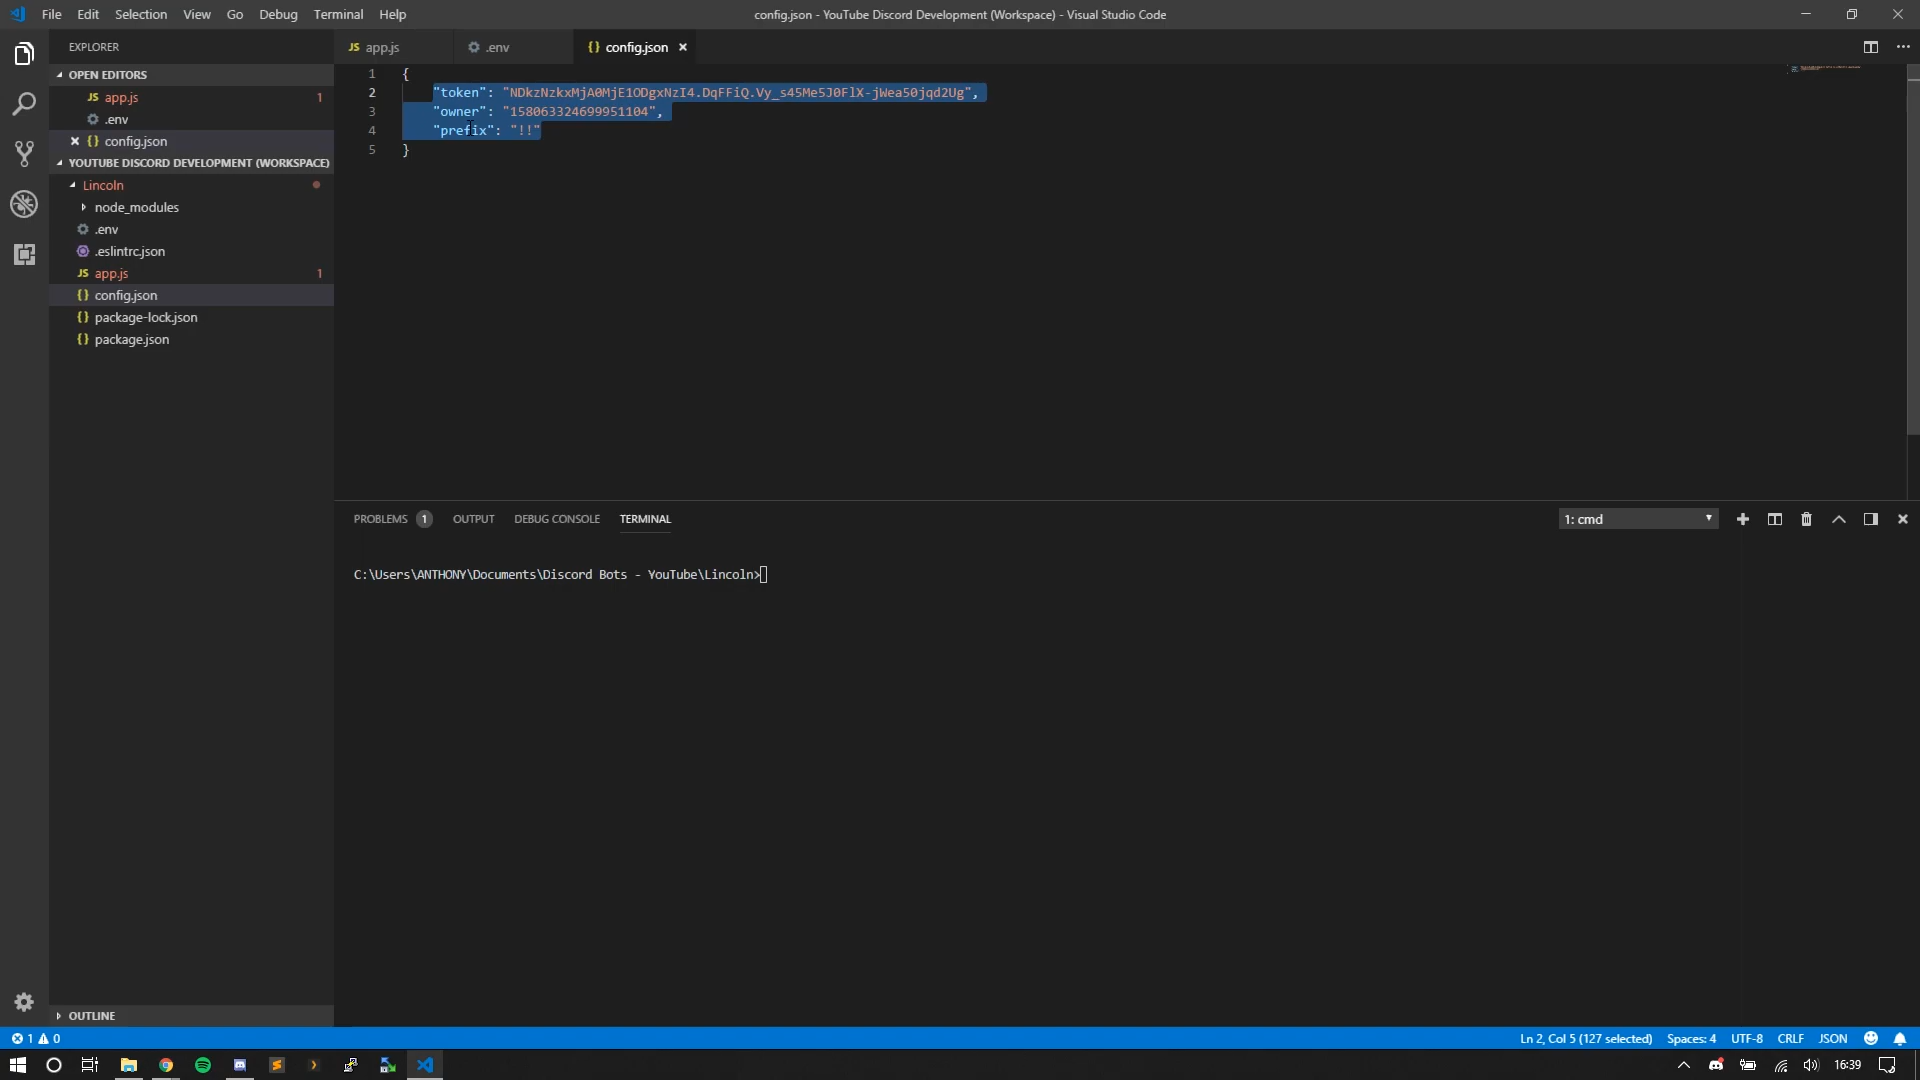 File Edit Selection View Go Debug Terminal Help
config.json - YouTube Discord Development (Workspace) - Visual Studio Code
EXPLORER
OPEN EDITORS
JS app.js 1
.env
{} config.json
YOUTUBE DISCORD DEVELOPMENT (WORKSPACE)
Lincoln
node_modules
.env
.eslintrc.json
JS app.js 1
{} config.json
{} package-lock.json
{} package.json
OUTLINE
JS app.js
.env
{} config.json
1 {
2 "token": "NDkzNzkxMjA0MjE1ODgxNzI4.DqFFiQ.Vy_s45Me5J0FlX-jWea50jqd2Ug",
3 "owner": "158063324699951104",
4 "prefix": "!!"
5 }
PROBLEMS 1 OUTPUT DEBUG CONSOLE TERMINAL
1: cmd
C:\Users\ANTHONY\Documents\Discord Bots - YouTube\Lincoln>
1 0
Ln 2, Col 5 (127 selected) Spaces: 4 UTF-8 CRLF JSON
16:39